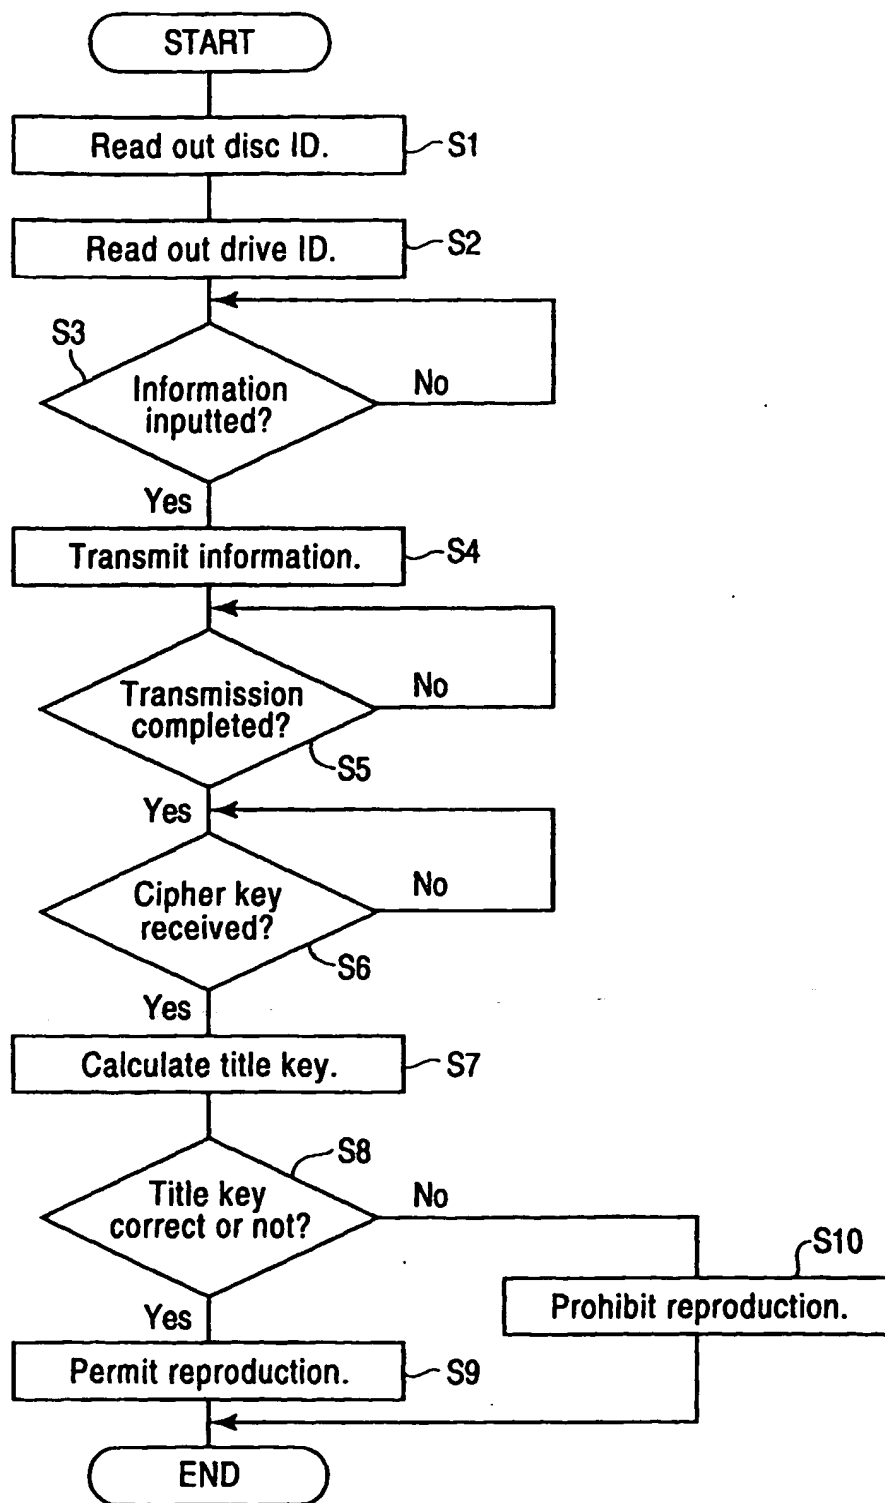 START
Read out disc ID.
S1
Read out drive ID.
S2
S3
Information
inputted?
No
Yes
Transmit information.
S4
Transmission
completed?
No
S5
Yes
Cipher key
received?
No
S6
Yes
Calculate title key.
S7
S8
Title key
correct or not?
No
S10
Prohibit reproduction.
Yes
Permit reproduction.
S9
END